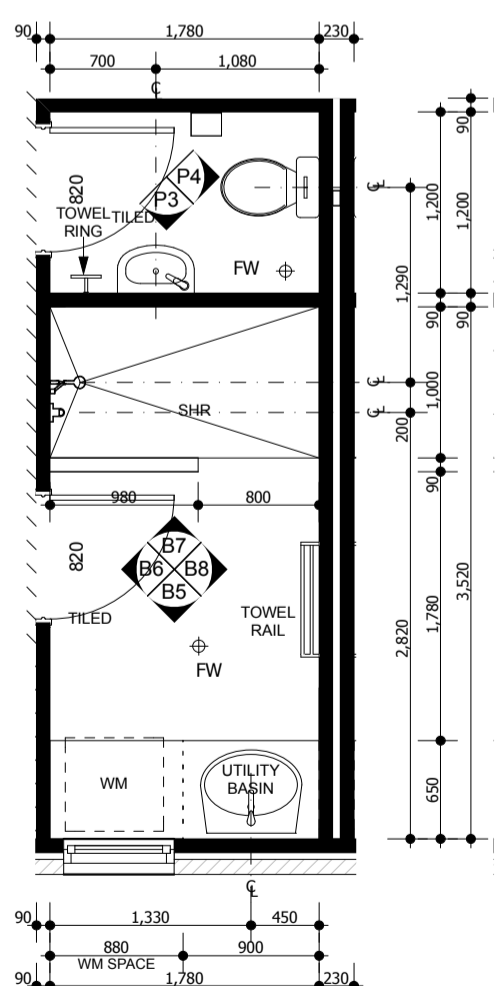 90 1,780 230
700 1,080
℄
90
820
P4
P3
TOWEL
RING
TILED
FW
℄
1,200
1,200
1,290
90
90
SHR
℄
℄
1,000
200
980 800
90
B7
B6 B8
B5
820
TILED
TOWEL
RAIL
FW
1,780
3,520
2,820
WM
UTILITY
BASIN
650
℄
90 1,330 450
880 900
WM SPACE
90 1,780 230